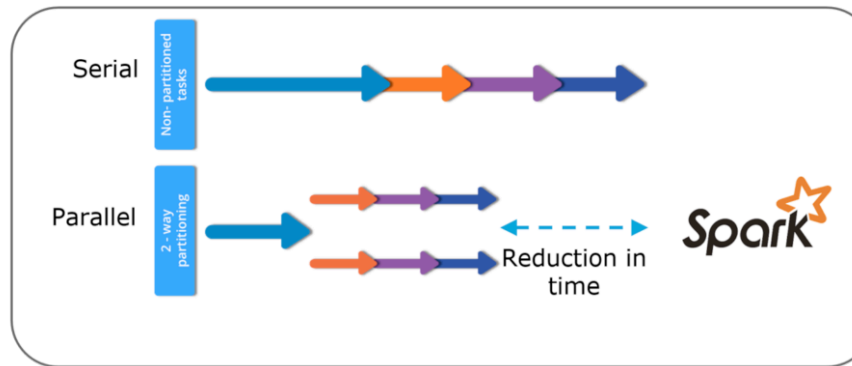 Serial
Non- partitioned
tasks
Parallel
2 - way
partitioning
Reduction in
time
Spark